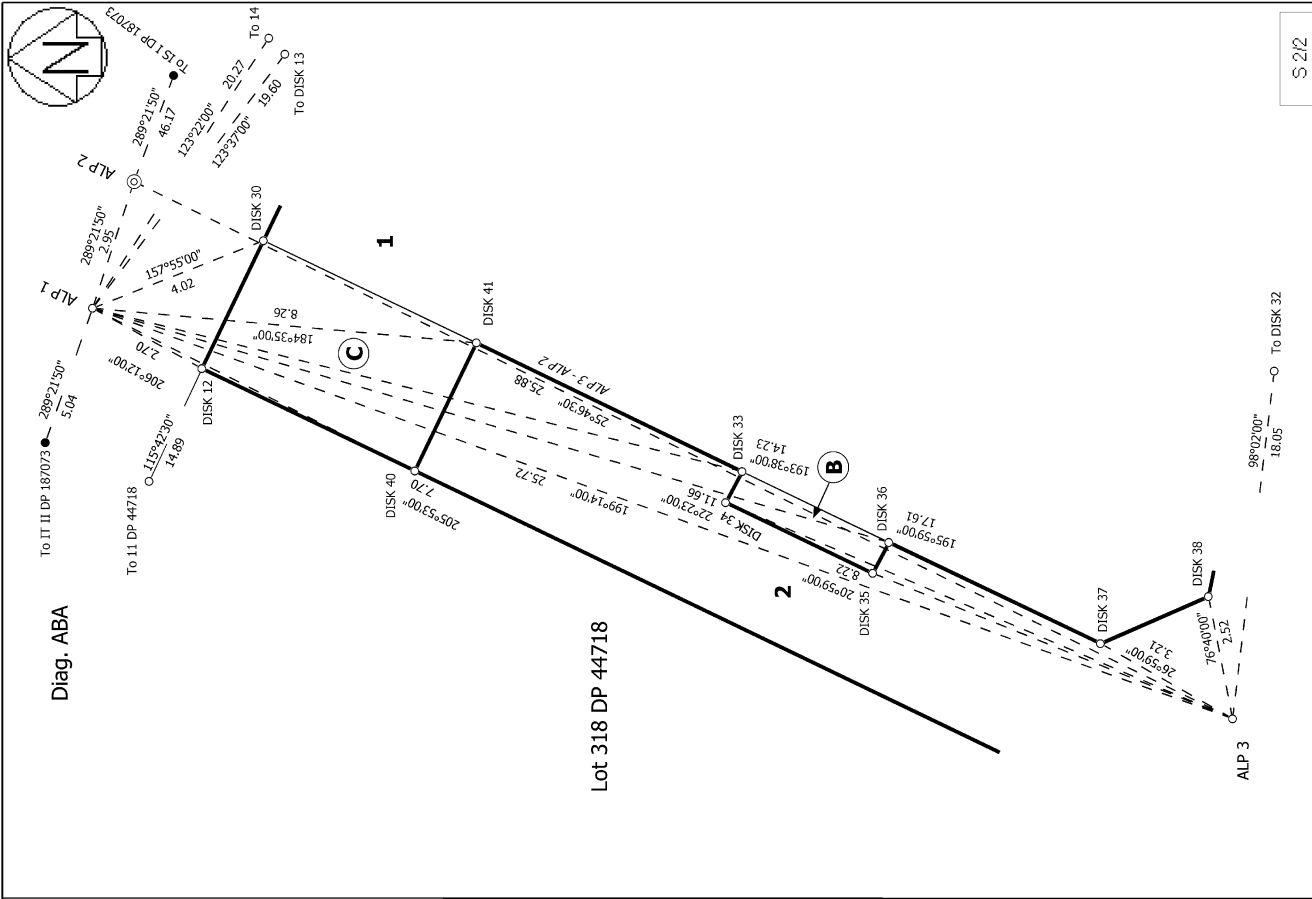 N
To IS I DP 187073
To 14
289°21'50"
46.17
123°22'00"
20.27
123°37'00"
19.60
To DISK 13
ALP 2
289°21'50"
2.95
DISK 30
ALP 1
157°55'00"
4.02
1
To IT II DP 187073
289°21'50"
5.04
2.70
206°12'00"
DISK 12
8.26
184°35'00"
C
DISK 41
To 11 DP 44718
115°42'30"
14.89
Diag. ABA
DISK 40
7.70
205°53'00"
ALP 3 - ALP 2
25.88
25°46'30"
25.72
199°14'00"
DISK 33
14.23
193°38'00"
DISK 34
11.66
22°23'00"
B
DISK 36
17.61
195°59'00"
8.22
20°59'00"
DISK 35
2
Lot 318 DP 44718
DISK 37
DISK 38
26°59'00"
3.21
76°40'00"
2.52
ALP 3
98°02'00"
18.05
To DISK 32
S 2/2